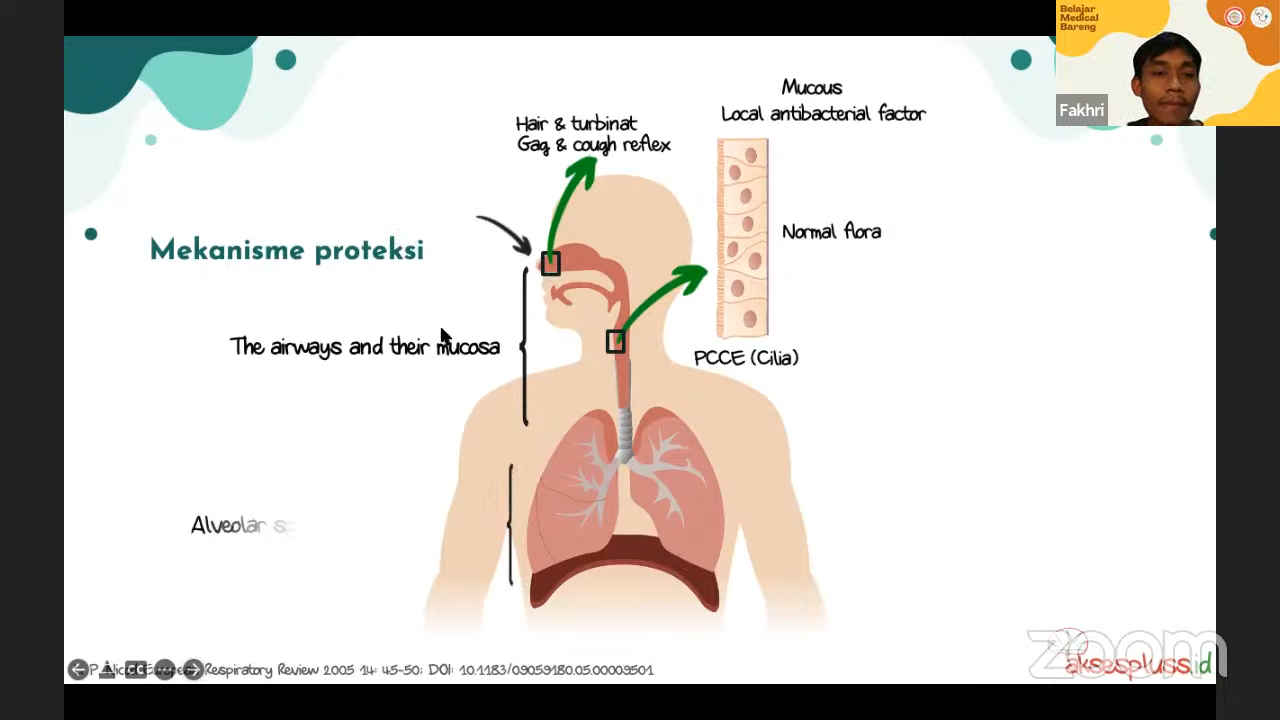 Belajar
Medical
Bareng
Fakhri
Mucous
Local antibacterial factor
Hair & turbinat
Gag & cough reflex
Normal flora
Mekanisme proteksi
The airways and their mucosa
PCCE (Cilia)
Alveolar
Respiratory Review 2005 14: 45-50; DOI: 10.1183/09059180.05.00009501
zoom
aksespluss.id